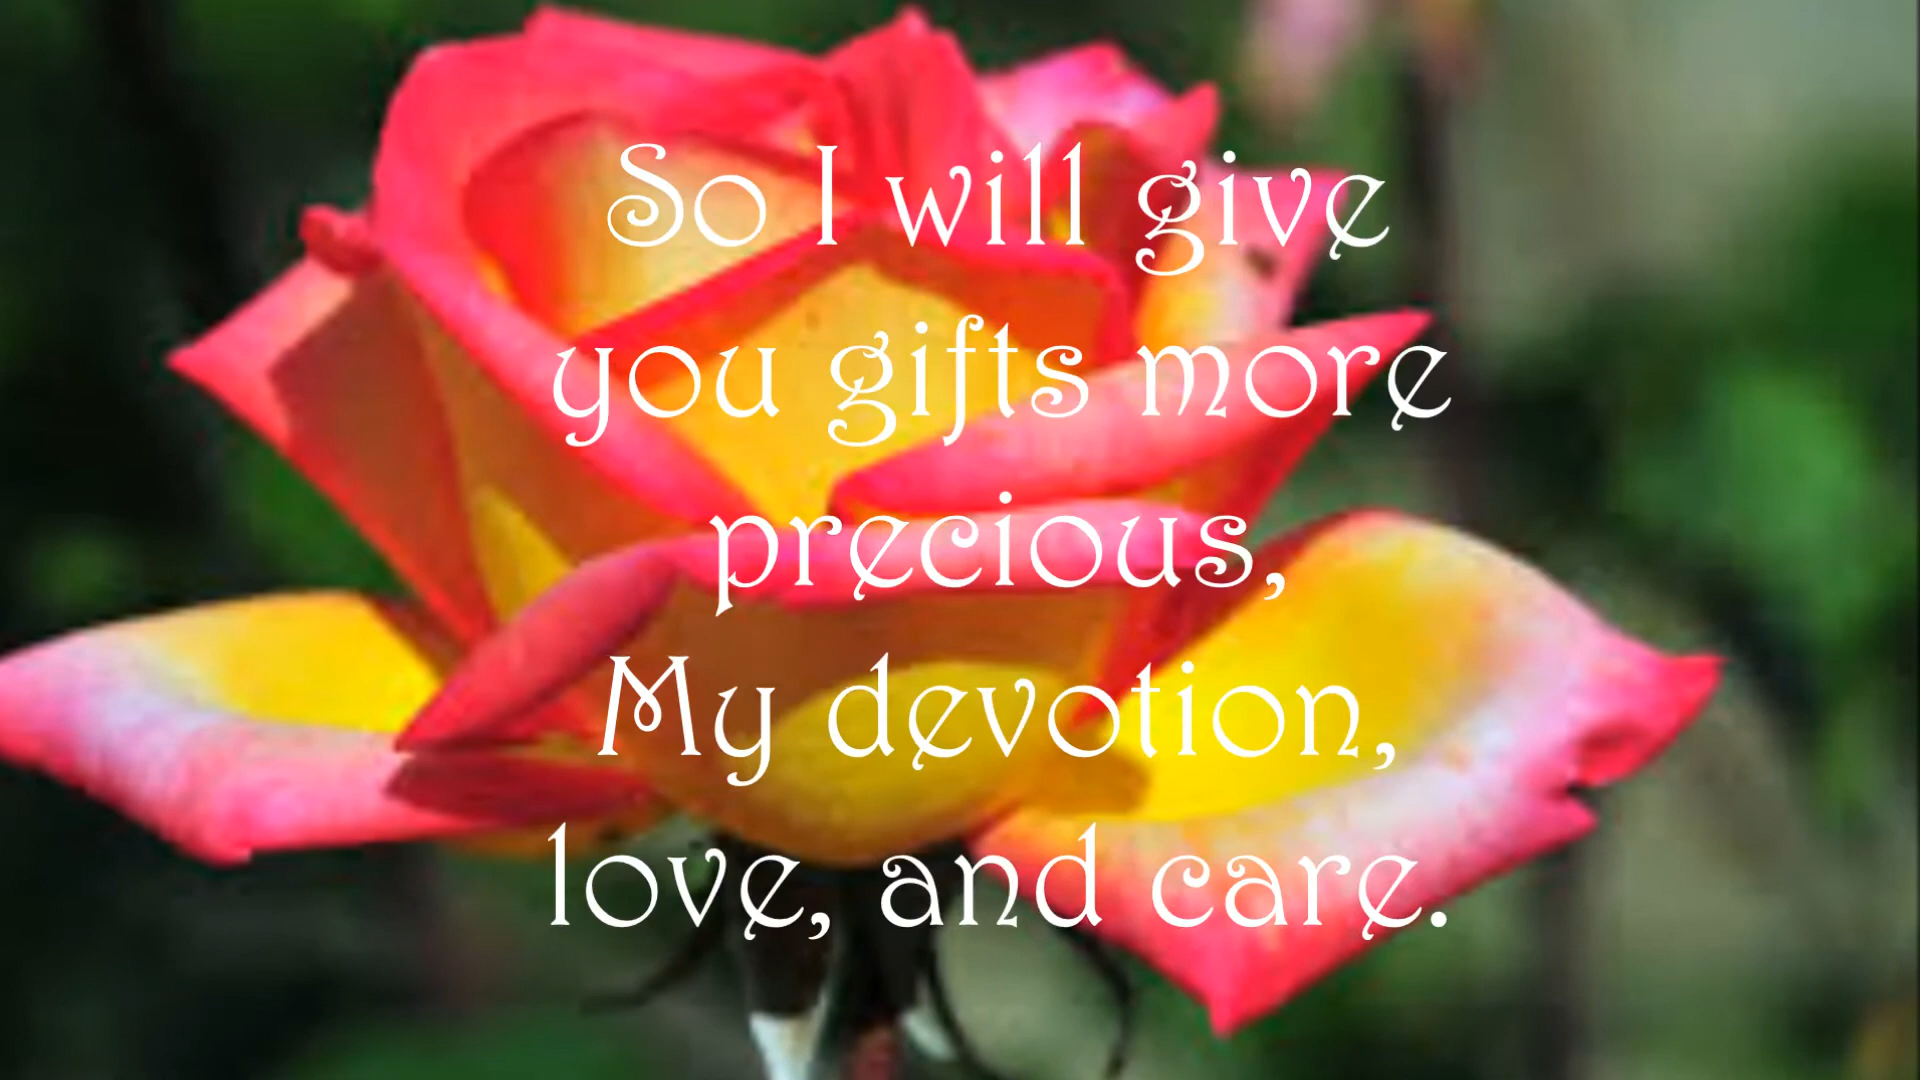 So I will give
you gifts more
precious,
My devotion,
love, and care.